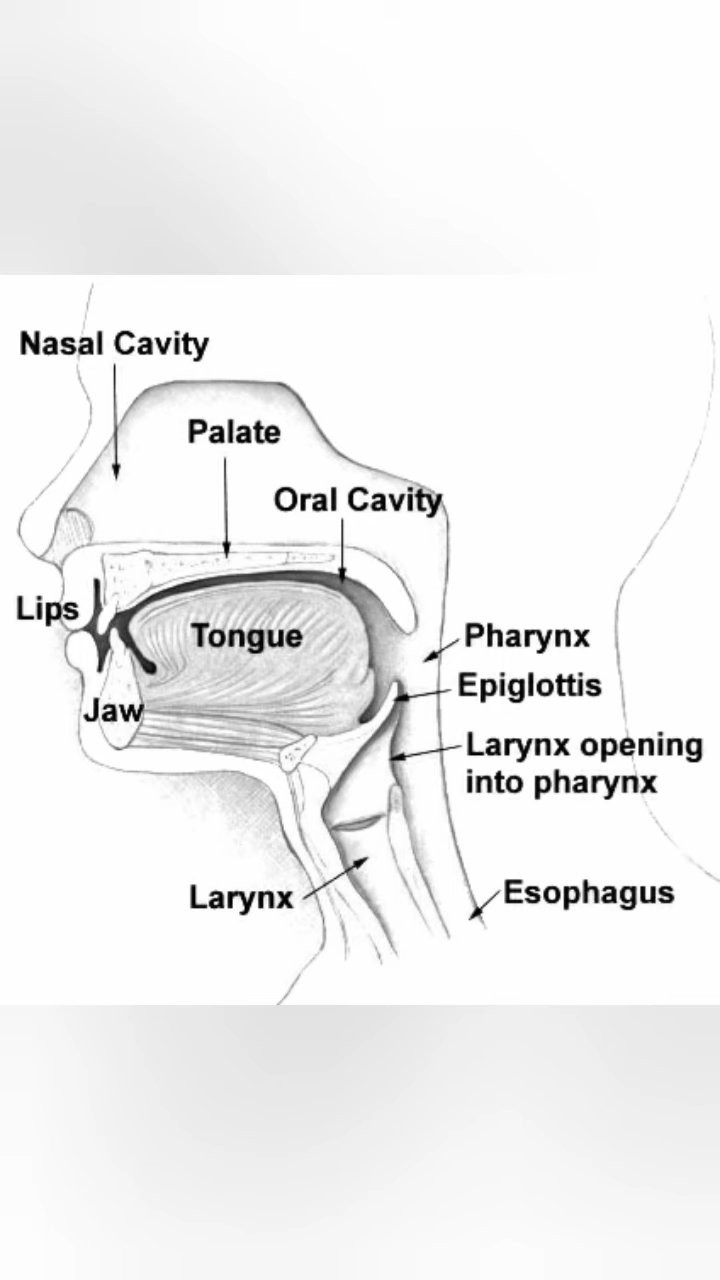 Nasal Cavity
Palate
Oral Cavity
Lips
Tongue
Pharynx
Epiglottis
Jaw
Larynx opening
into pharynx
Larynx
Esophagus